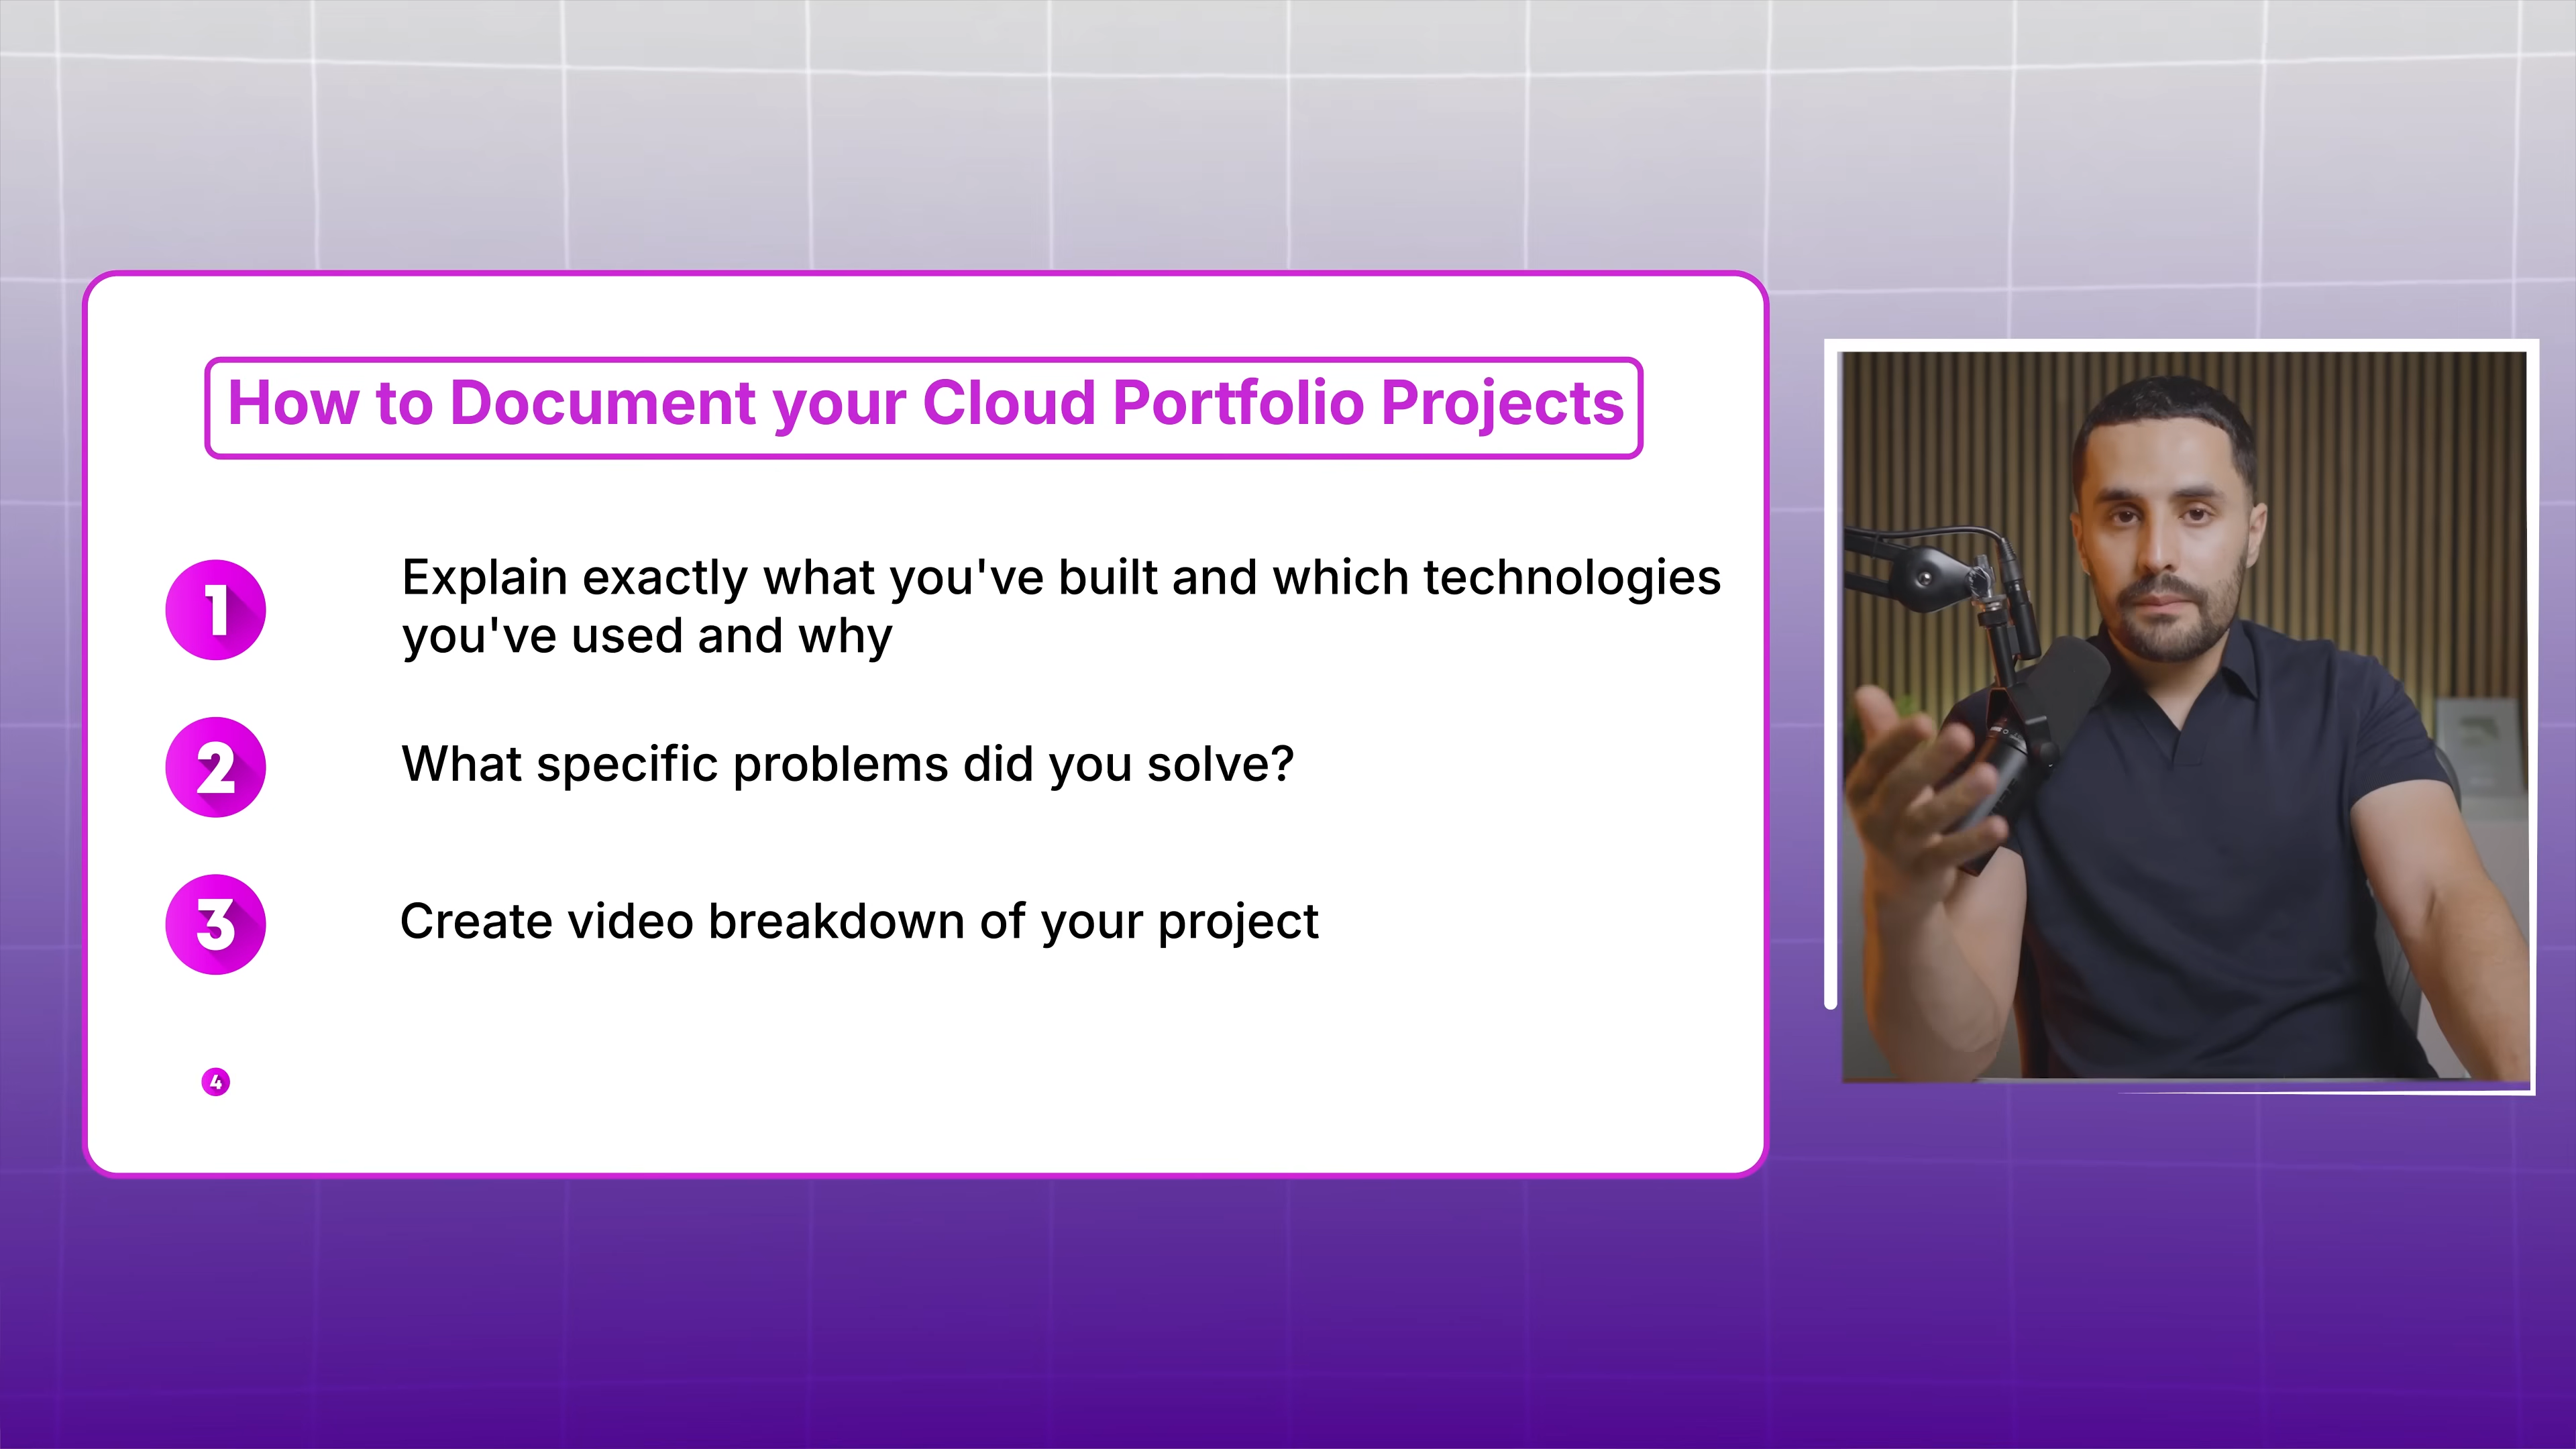 How to Document your Cloud Portfolio Projects
1
Explain exactly what you've built and which technologies
you've used and why
2
What specific problems did you solve?
3
Create video breakdown of your project
4